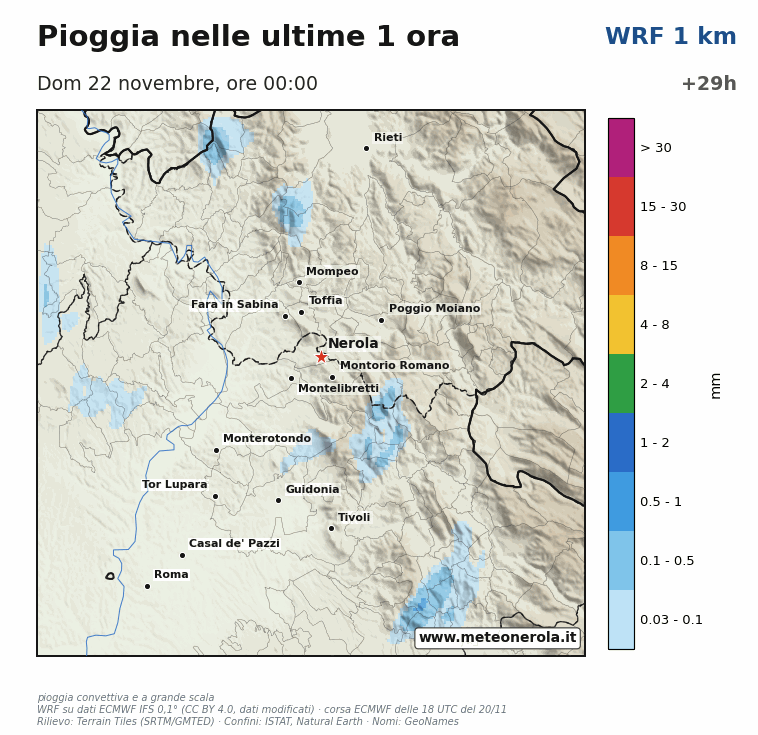 Pioggia nelle ultime 1 ora
WRF 1 km
Dom 22 novembre, ore 00:00
+29h
Rieti
> 30
15 - 30
8 - 15
4 - 8
2 - 4
1 - 2
0.5 - 1
0.1 - 0.5
0.03 - 0.1
mm
Mompeo
Fara in Sabina
Toffia
Poggio Moiano
Nerola
Montorio Romano
Montelibretti
Monterotondo
Tor Lupara
Guidonia
Tivoli
Casal de' Pazzi
Roma
www.meteonerola.it
pioggia convettiva e a grande scala
WRF su dati ECMWF IFS 0,1° (CC BY 4.0, dati modificati) · corsa ECMWF delle 18 UTC del 20/11
Rilievo: Terrain Tiles (SRTM/GMTED) · Confini: ISTAT, Natural Earth · Nomi: GeoNames